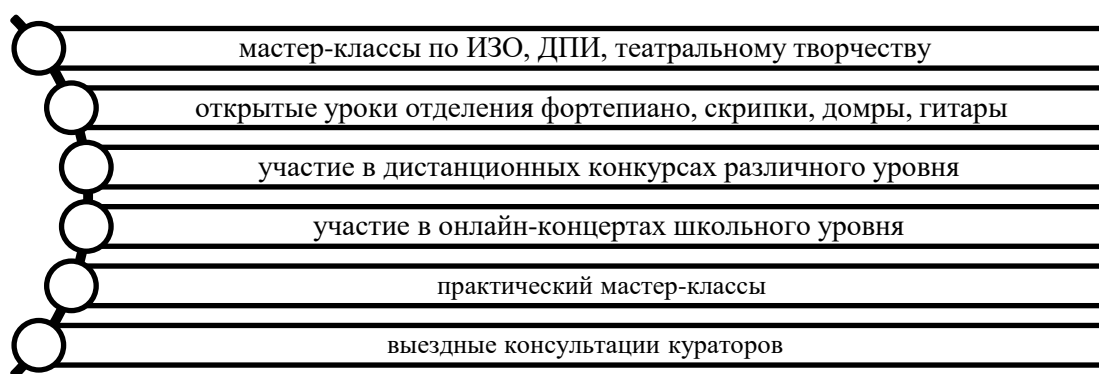 мастер-классы по ИЗО, ДПИ, театральному творчеству
открытые уроки отделения фортепиано, скрипки, домры, гитары
участие в дистанционных конкурсах различного уровня
участие в онлайн-концертах школьного уровня
практический мастер-классы
выездные консультации кураторов